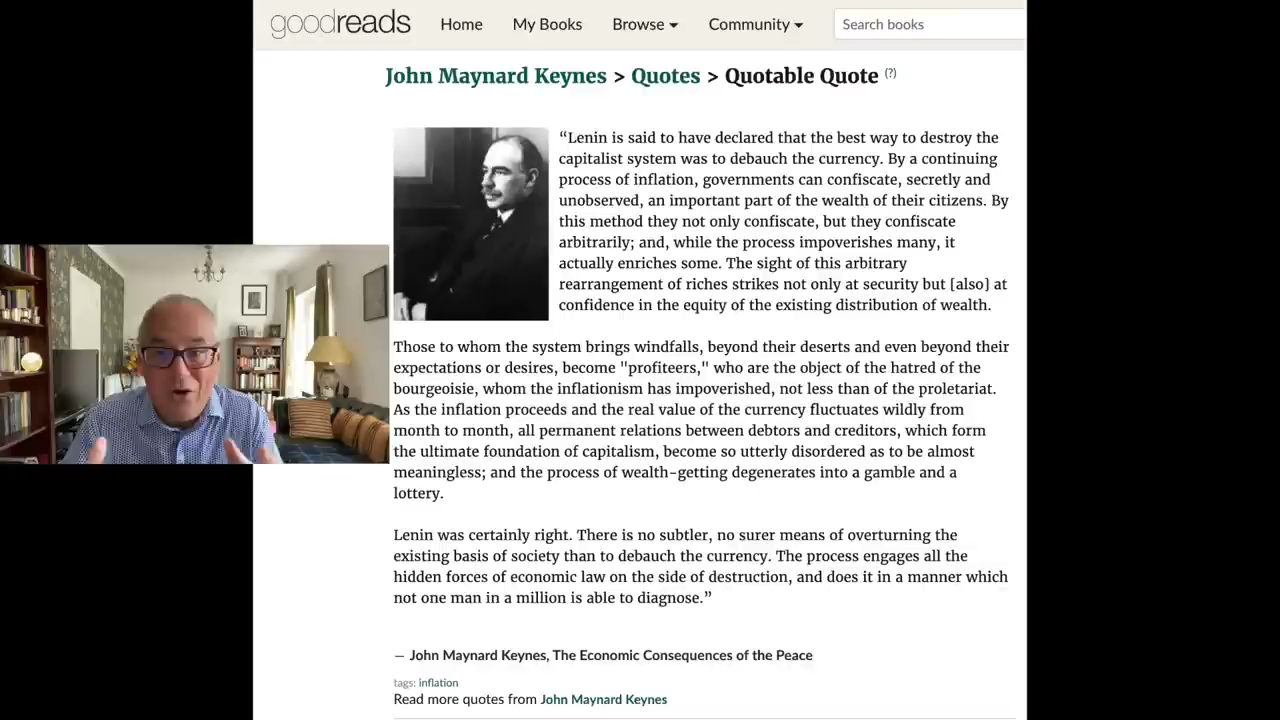 goodreads Home My Books Browse Community Search books
John Maynard Keynes > Quotes > Quotable Quote (?)
“Lenin is said to have declared that the best way to destroy the
capitalist system was to debauch the currency. By a continuing
process of inflation, governments can confiscate, secretly and
unobserved, an important part of the wealth of their citizens. By
this method they not only confiscate, but they confiscate
arbitrarily; and, while the process impoverishes many, it
actually enriches some. The sight of this arbitrary
rearrangement of riches strikes not only at security but [also] at
confidence in the equity of the existing distribution of wealth.
Those to whom the system brings windfalls, beyond their deserts and even beyond their
expectations or desires, become "profiteers," who are the object of the hatred of the
bourgeoisie, whom the inflationism has impoverished, not less than of the proletariat.
As the inflation proceeds and the real value of the currency fluctuates wildly from
month to month, all permanent relations between debtors and creditors, which form
the ultimate foundation of capitalism, become so utterly disordered as to be almost
meaningless; and the process of wealth-getting degenerates into a gamble and a
lottery.
Lenin was certainly right. There is no subtler, no surer means of overturning the
existing basis of society than to debauch the currency. The process engages all the
hidden forces of economic law on the side of destruction, and does it in a manner which
not one man in a million is able to diagnose.”
― John Maynard Keynes, The Economic Consequences of the Peace
tags: inflation
Read more quotes from John Maynard Keynes